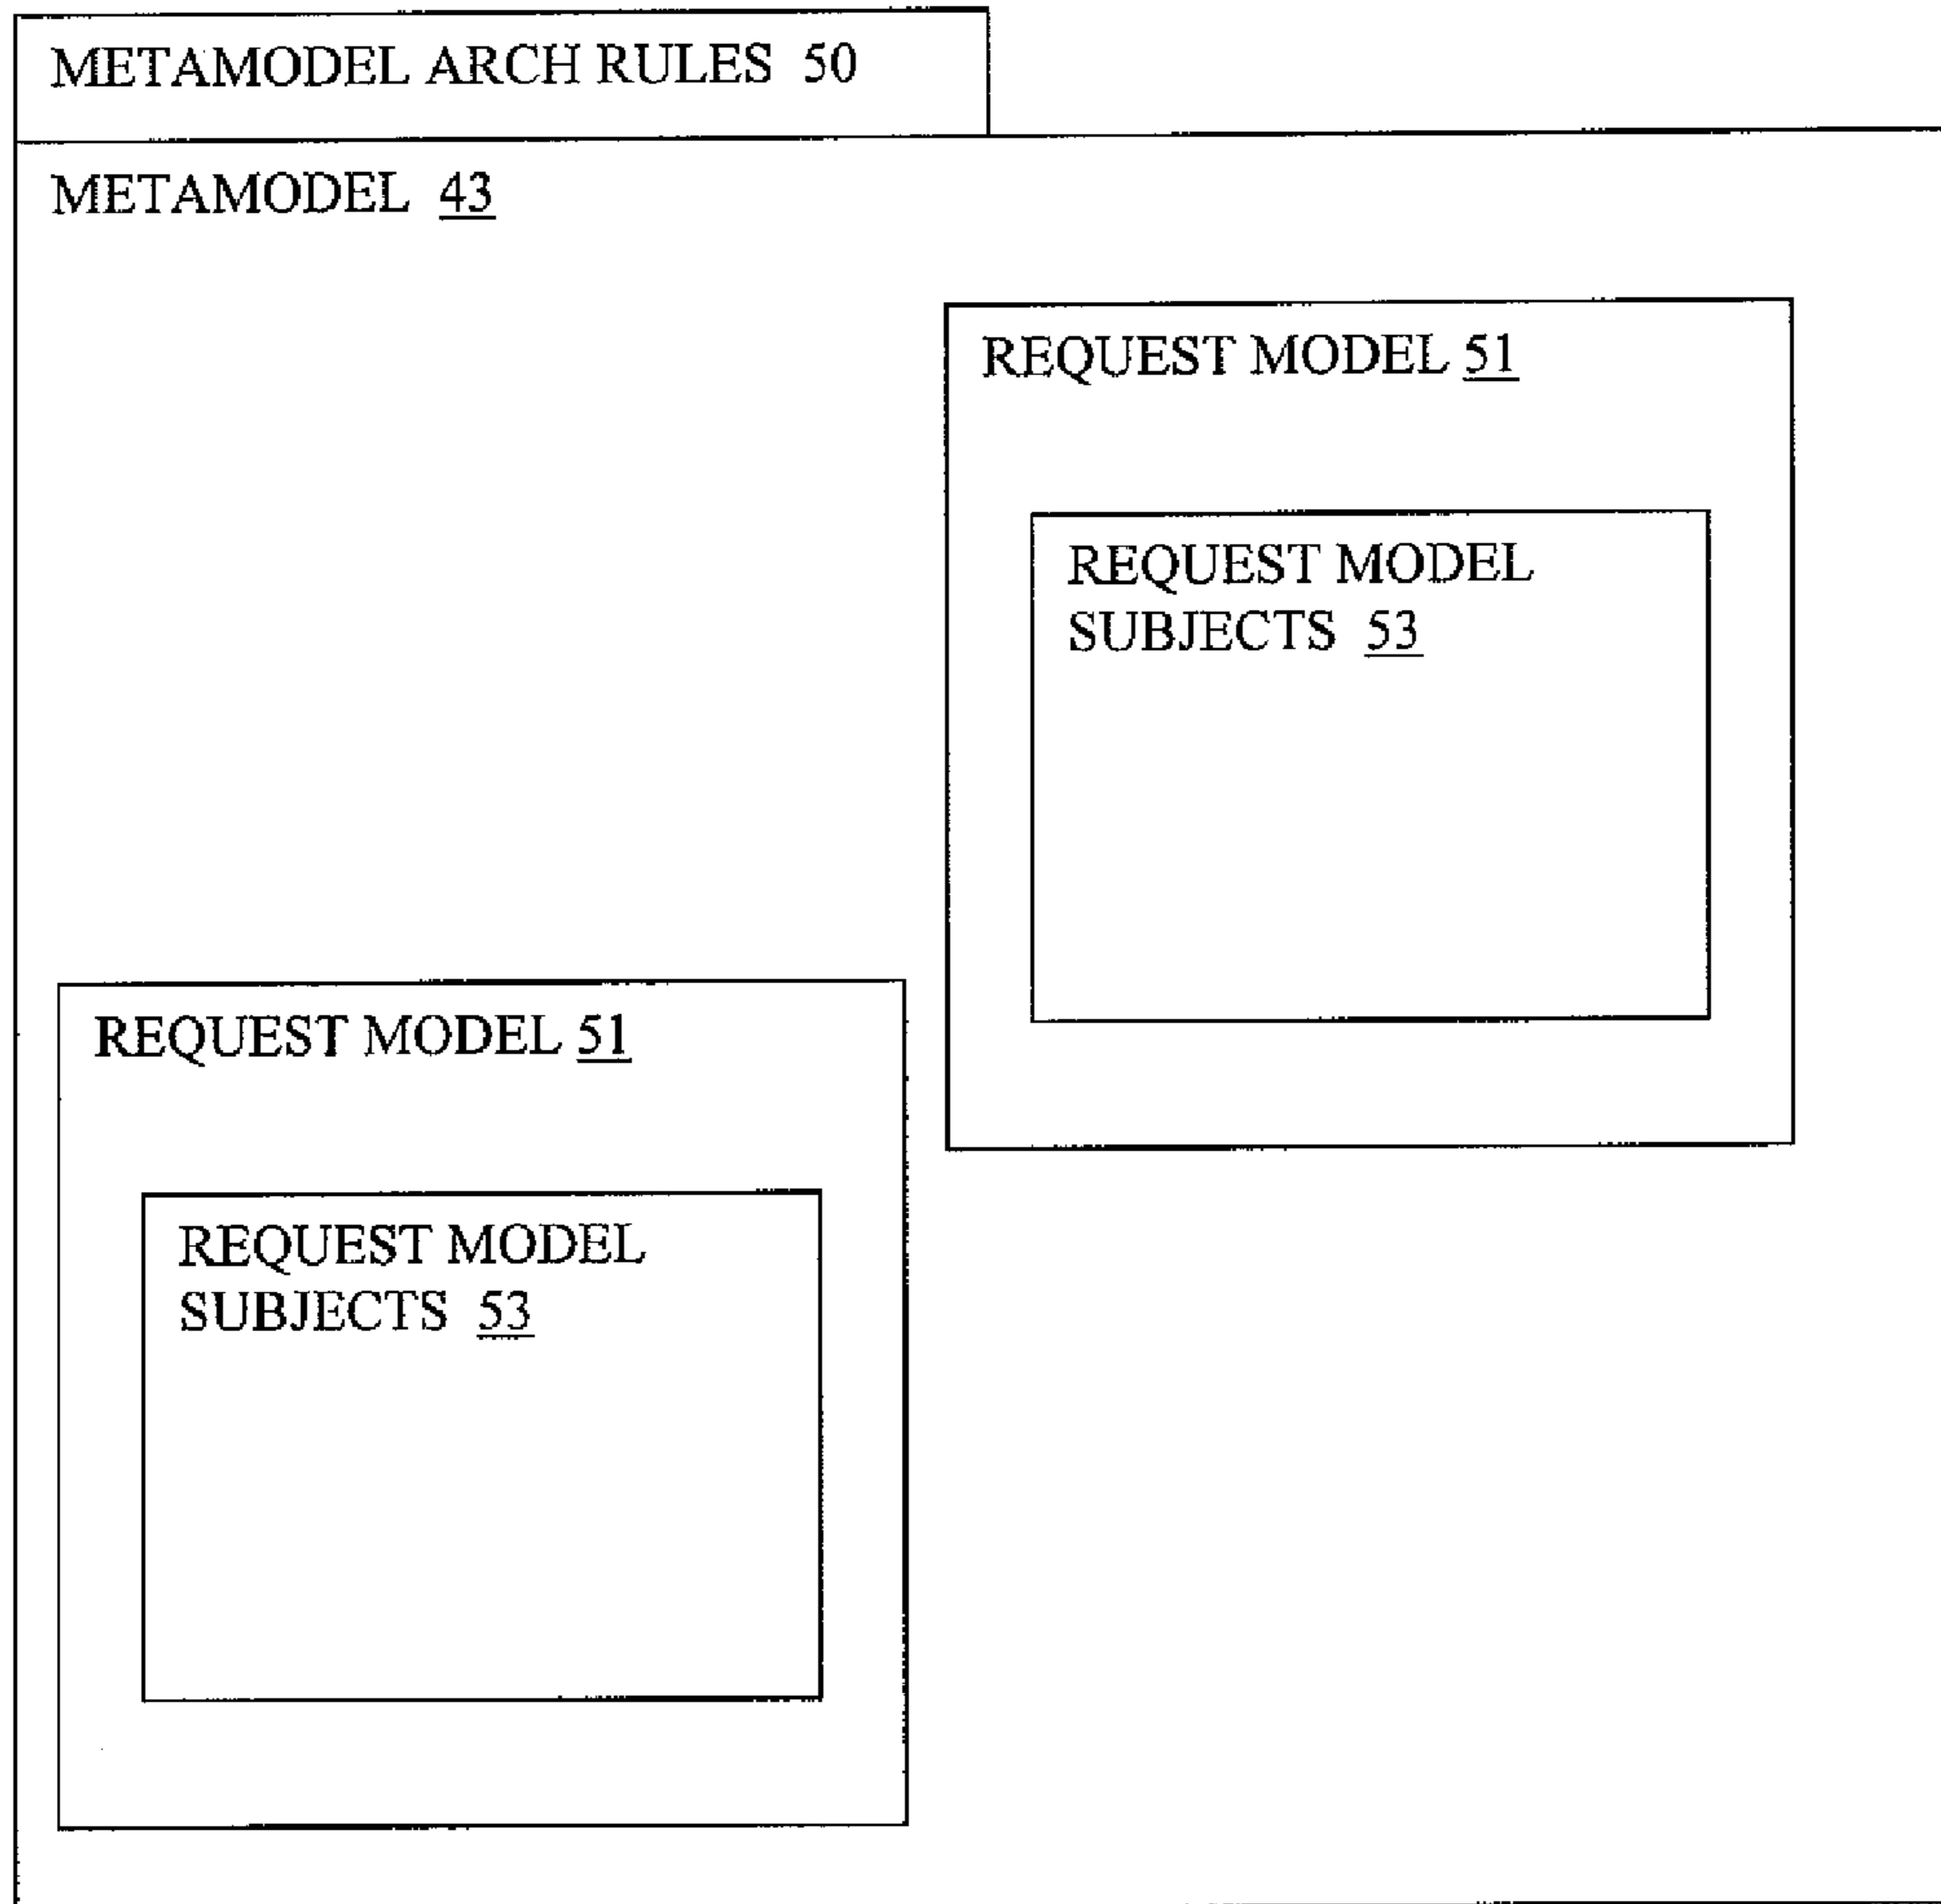 METAMODEL ARCH RULES 50
METAMODEL 43
REQUEST MODEL 51
REQUEST MODEL
SUBJECTS 53
REQUEST MODEL 51
REQUEST MODEL
SUBJECTS 53